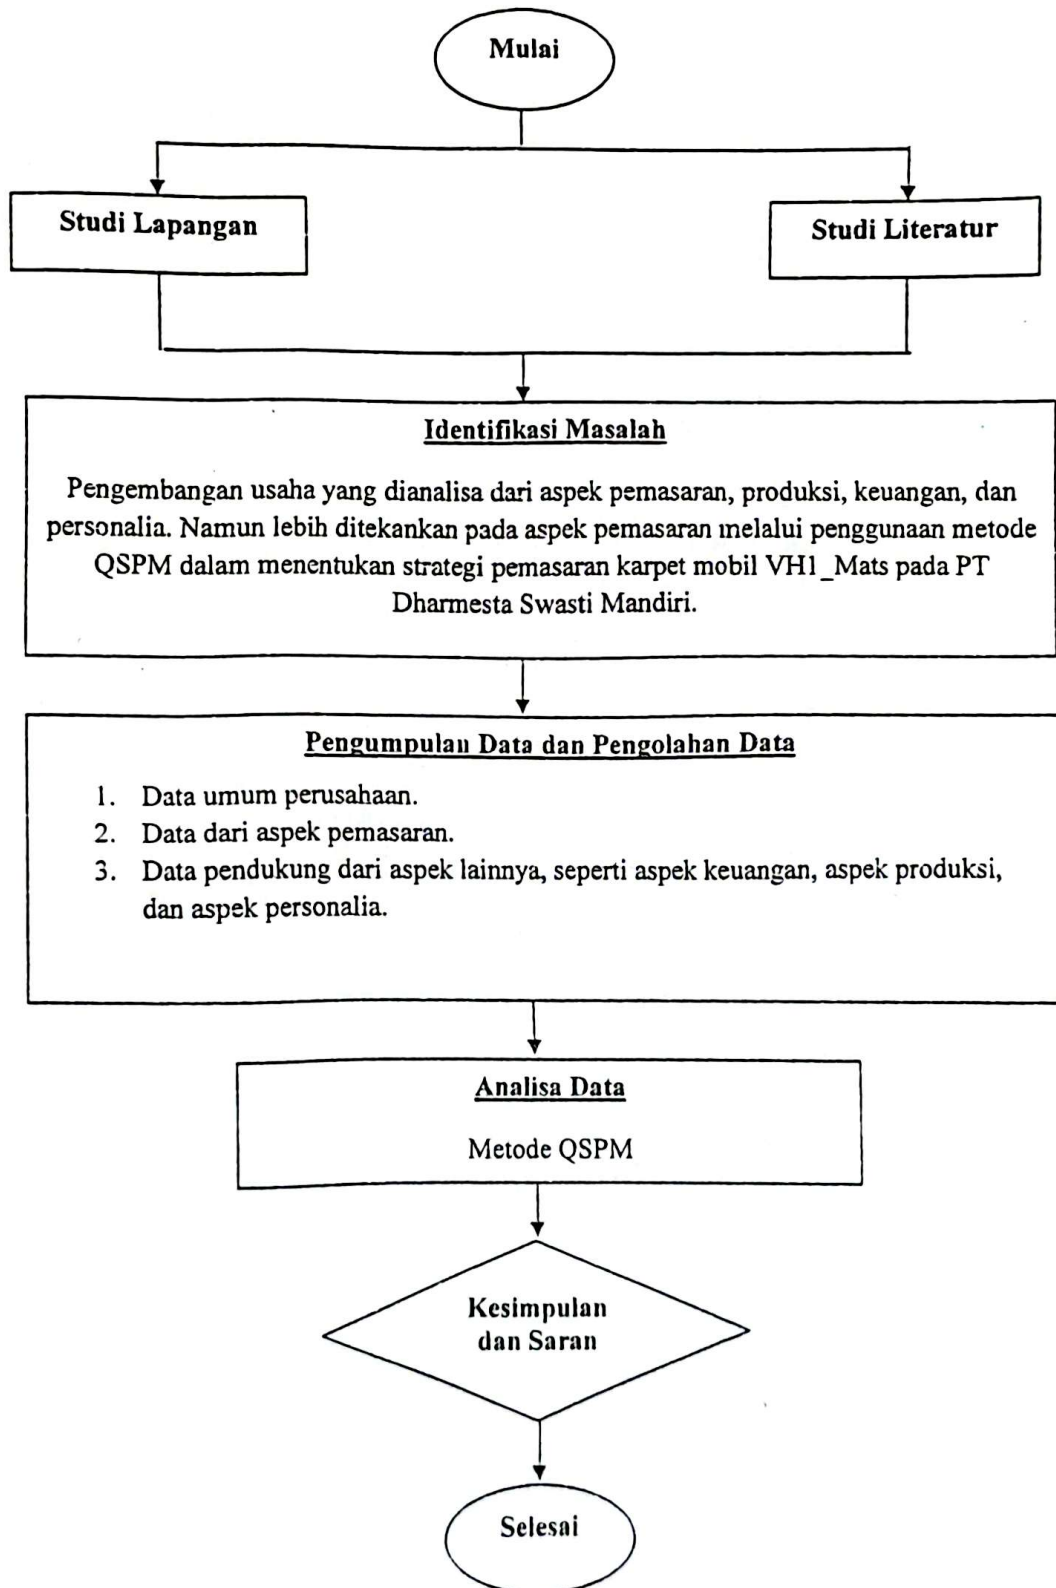 Mulai
Studi Lapangan
Studi Literatur
Identifikasi Masalah
Pengembangan usaha yang dianalisa dari aspek pemasaran, produksi, keuangan, dan
personalia. Namun lebih ditekankan pada aspek pemasaran melalui penggunaan metode
QSPM dalam menentukan strategi pemasaran karpet mobil VH1_Mats pada PT
Dharmesta Swasti Mandiri.
Pengumpulan Data dan Pengolahan Data
1. Data umum perusahaan.
2. Data dari aspek pemasaran.
3. Data pendukung dari aspek lainnya, seperti aspek keuangan, aspek produksi,
dan aspek personalia.
Analisa Data
Metode QSPM
Kesimpulan
dan Saran
Selesai